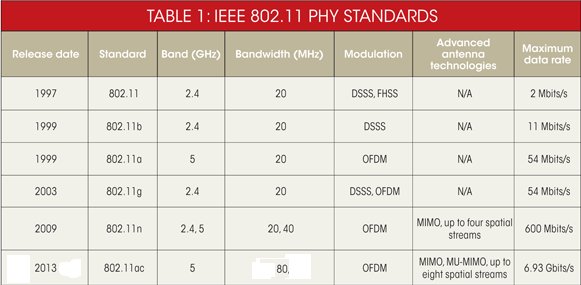 TABLE 1: IEEE 802.11 PHY STANDARDS
Release date Standard Band (GHz) Bandwidth (MHz) Modulation Advanced antenna technologies Maximum data rate
1997 802.11 2.4 20 DSSS, FHSS N/A 2 Mbits/s
1999 802.11b 2.4 20 DSSS N/A 11 Mbits/s
1999 802.11a 5 20 OFDM N/A 54 Mbits/s
2003 802.11g 2.4 20 DSSS, OFDM N/A 54 Mbits/s
2009 802.11n 2.4, 5 20, 40 OFDM MIMO, up to four spatial streams 600 Mbits/s
2013 802.11ac 5 80, OFDM MIMO, MU-MIMO, up to eight spatial streams 6.93 Gbits/s